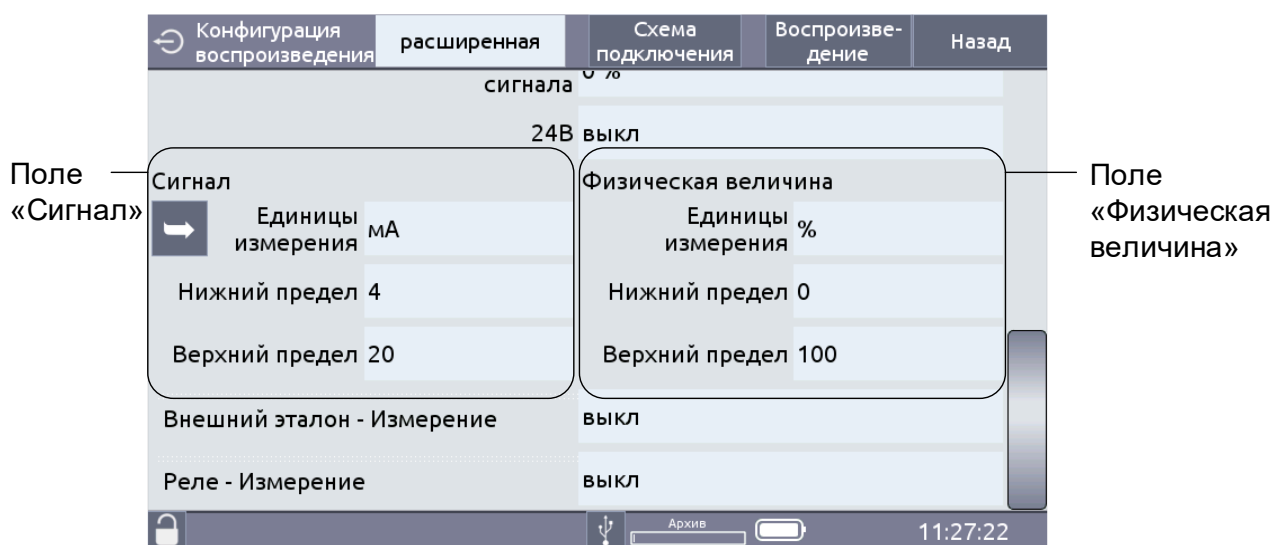 Конфигурация
воспроизведения
расширенная
Схема
подключения
Воспроизве-
дение
Назад
сигнала
0 %
24В выкл
Поле
«Сигнал»
Сигнал
Единицы
измерения
мА
Нижний предел 4
Верхний предел 20
Физическая величина
Единицы
измерения
%
Нижний предел 0
Верхний предел 100
Поле
«Физическая
величина»
Внешний эталон - Измерение выкл
Реле - Измерение выкл
Архив
11:27:22